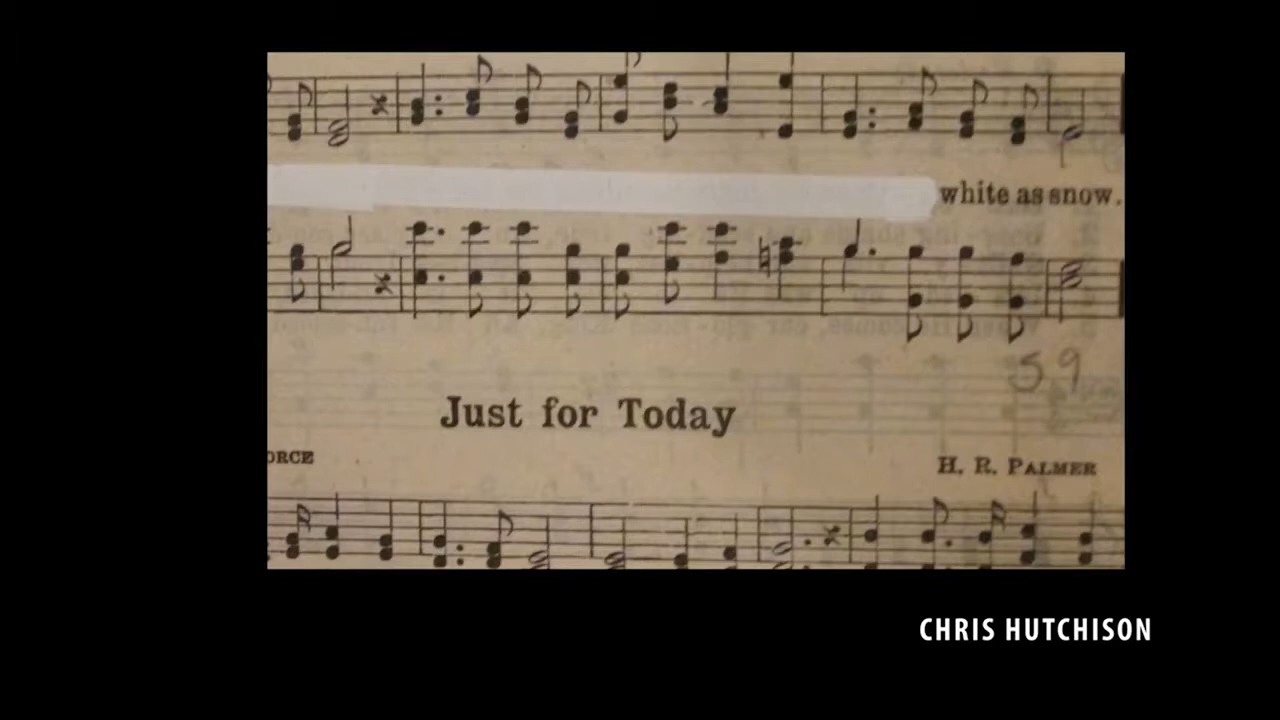 white as snow.
59
Just for Today
ORCE
H. R. PALMER
CHRIS HUTCHISON